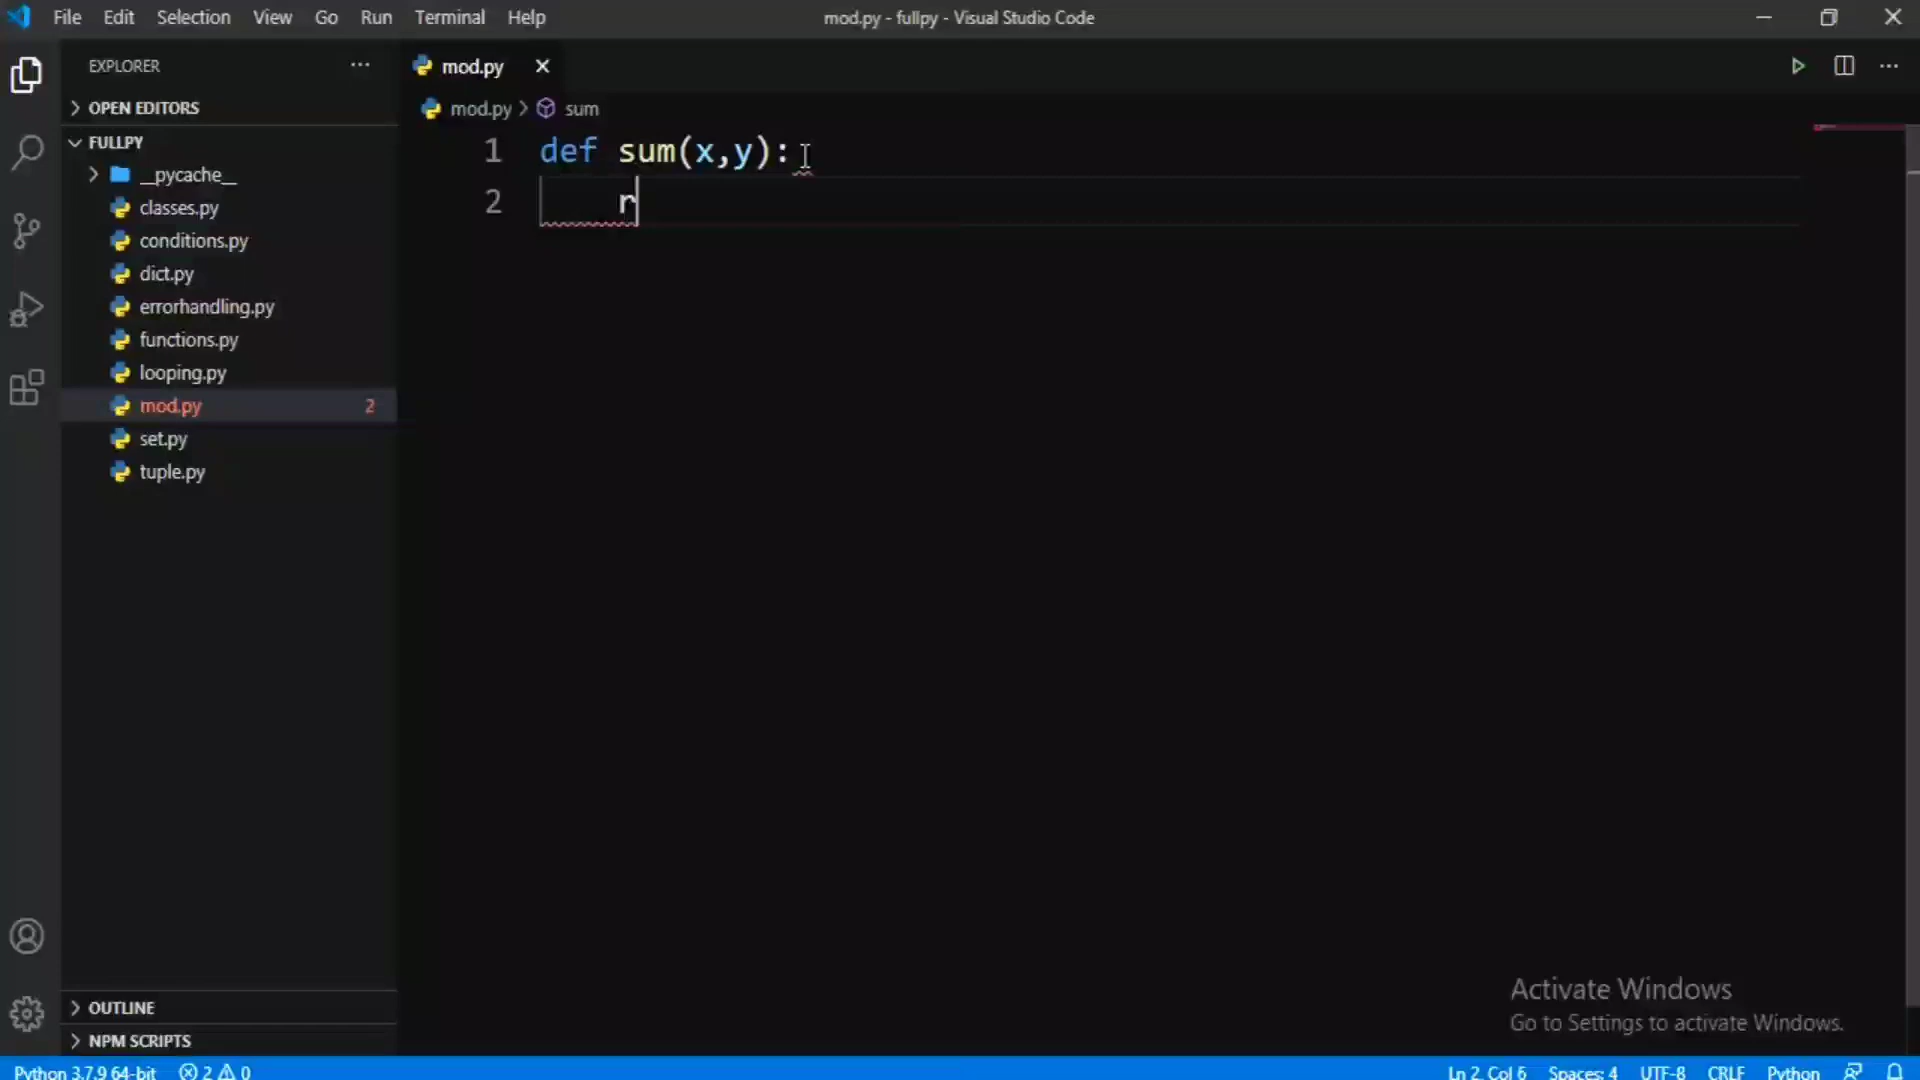 File Edit Selection View Go Run Terminal Help
mod.py - fullpy - Visual Studio Code
EXPLORER
mod.py
OPEN EDITORS
mod.py > sum
FULLPY
__pycache__
classes.py
conditions.py
dict.py
errorhandling.py
functions.py
looping.py
mod.py 2
set.py
tuple.py
1 def sum(x,y):
2 r
OUTLINE
NPM SCRIPTS
Activate Windows
Go to Settings to activate Windows.
Python 3.7.9 64-bit 2 0
Ln 2, Col 6 Spaces: 4 UTF-8 CRLF Python